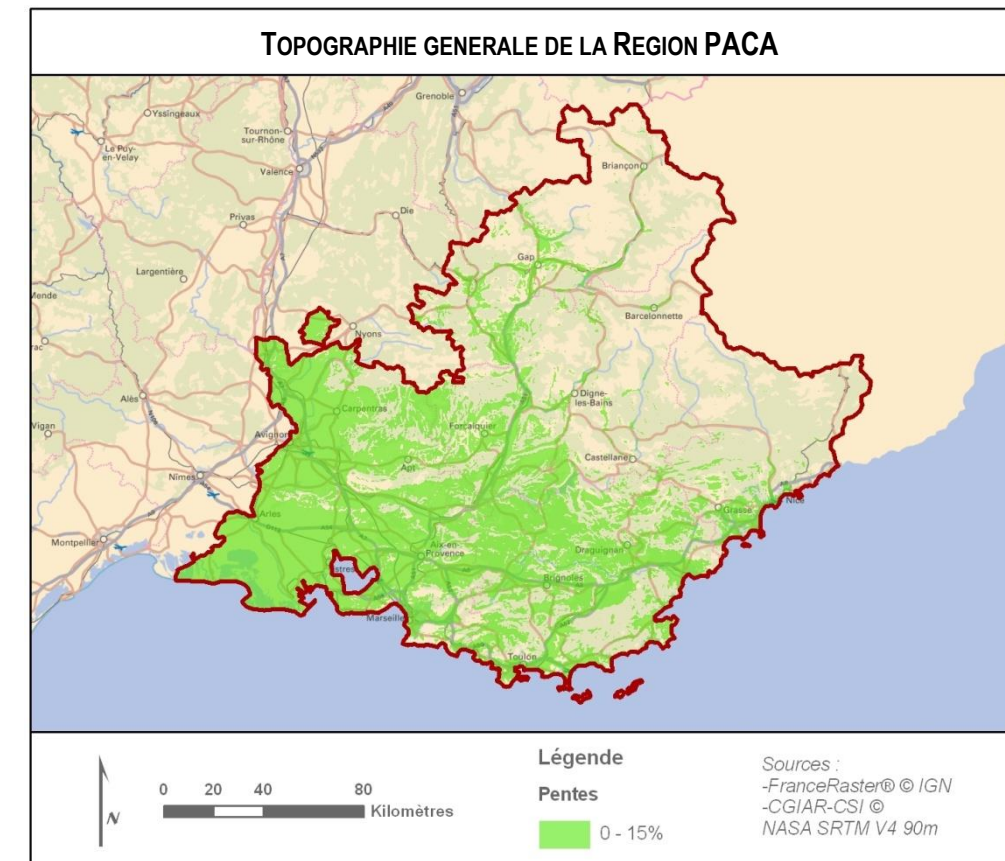 TOPOGRAPHIE GENERALE DE LA REGION PACA
Grenoble
Yssingeaux
Tournon-
sur-Rhône
Le Puy-
en-Velay
Briançon
Valence
Die
Privas
Gap
Largentière
Mende
Barcelonnette
Nyons
Alès
Digne-
les-Bains
Carpentras
Vigan
Avignon
Forcalquier
Apt
Castellane
Nîmes
Grasse
Nice
Arles
Montpellier
Aix-en-
Provence
Draguignan
Istres
Brignoles
Marseille
Toulon
N
0 20 40 80
Kilomètres
Légende
Pentes
0 - 15%
Sources :
-FranceRaster® © IGN
-CGIAR-CSI ©
NASA SRTM V4 90m